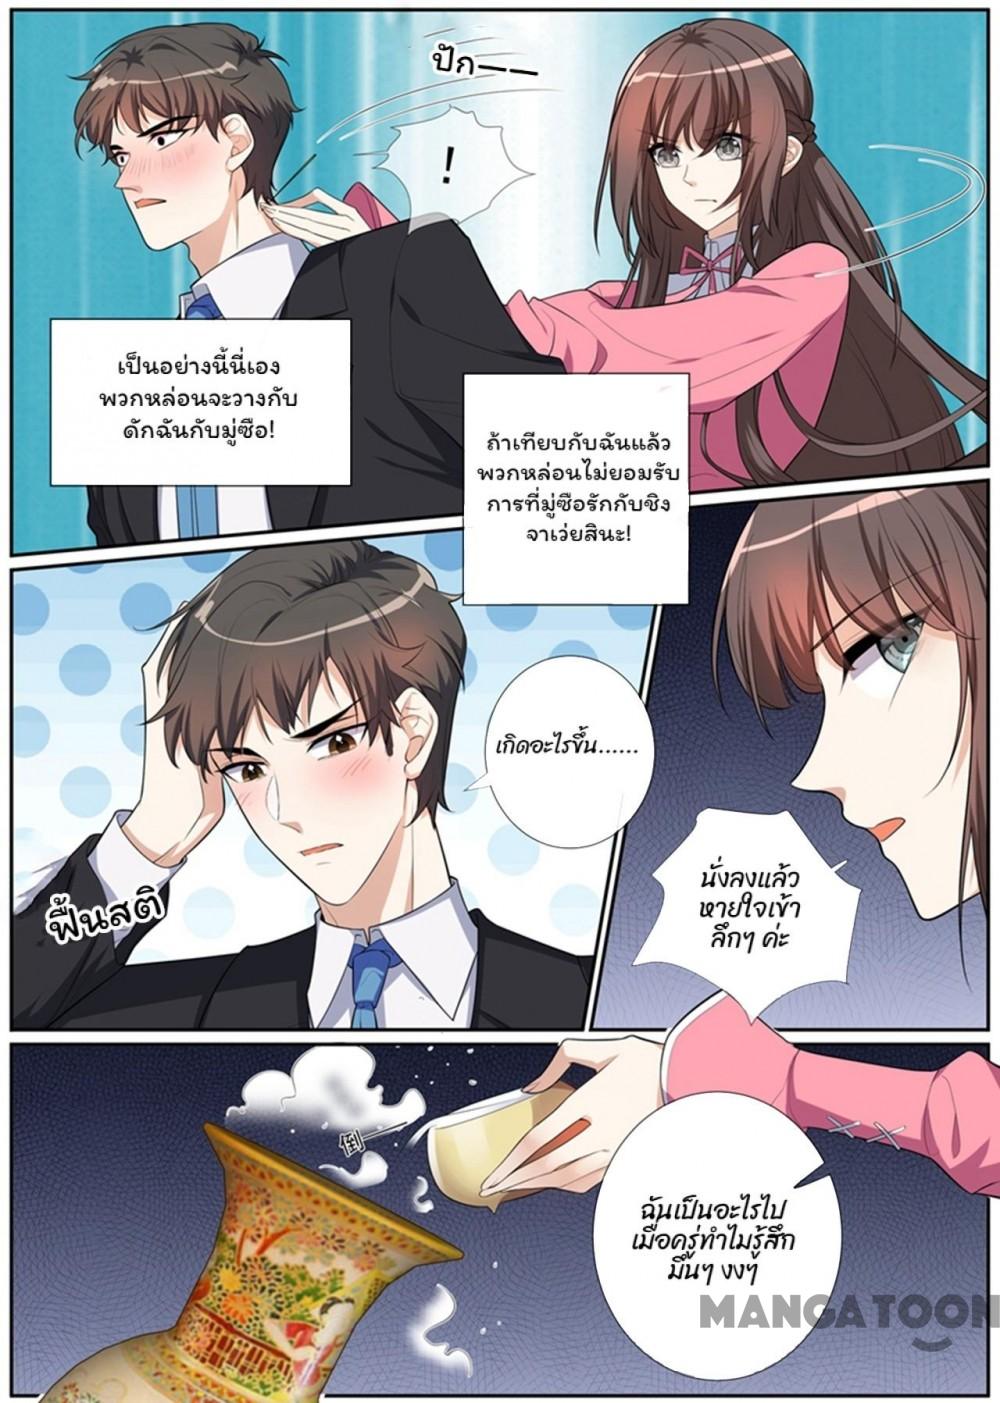 ปัก——
!
เป็นอย่างนี้นี่เอง
พวกหล่อนจะวางกับ
ดักฉันกับมู่ซือ!
ถ้าเทียบกับฉันแล้ว
พวกหล่อนไม่ยอมรับ
การที่มู่ซือรักกับชิง
จาเว่ยสินะ!
เกิดอะไรขึ้น......
ฟื้นสติ
นั่งลงแล้ว
หายใจเข้า
ลึกๆ ค่ะ
倒——
ฉันเป็นอะไรไป
เมื่อครู่ทำไมรู้สึก
มึนๆ งงๆ
MANGATOON